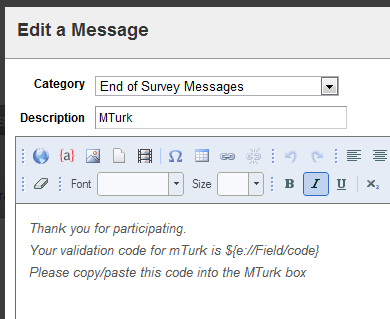 Edit a Message
Category End of Survey Messages
Description MTurk
{a} Ω
Font Size B I U X₂
Thank you for participating.
Your validation code for mTurk is ${e://Field/code}
Please copy/paste this code into the MTurk box